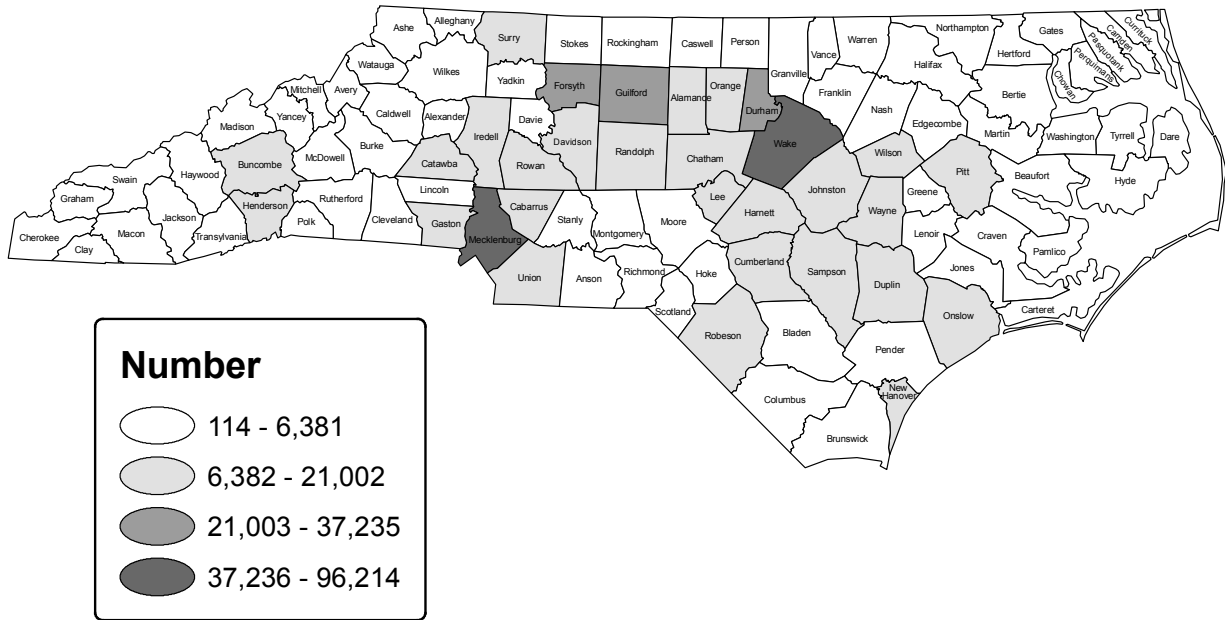 Ashe
Alleghany
Surry
Stokes
Rockingham
Caswell
Person
Vance
Warren
Northampton
Gates
Currituck
Camden
Pasquotank
Perquimans
Chowan
Hertford
Halifax
Granville
Watauga
Wilkes
Yadkin
Forsyth
Guilford
Alamance
Orange
Durham
Franklin
Nash
Edgecombe
Bertie
Martin
Washington
Tyrrell
Dare
Mitchell
Avery
Yancey
Caldwell
Alexander
Iredell
Davie
Davidson
Randolph
Chatham
Wake
Wilson
Pitt
Beaufort
Hyde
Madison
Buncombe
McDowell
Burke
Catawba
Rowan
Johnston
Greene
Swain
Haywood
Graham
Jackson
Henderson
Rutherford
Polk
Cleveland
Lincoln
Gaston
Cabarrus
Stanly
Montgomery
Moore
Lee
Harnett
Wayne
Lenoir
Craven
Pamlico
Cherokee
Clay
Macon
Transylvania
Mecklenburg
Union
Anson
Richmond
Hoke
Scotland
Cumberland
Sampson
Duplin
Jones
Carteret
Onslow
Robeson
Bladen
Pender
New
Hanover
Columbus
Brunswick
Number
114 - 6,381
6,382 - 21,002
21,003 - 37,235
37,236 - 96,214